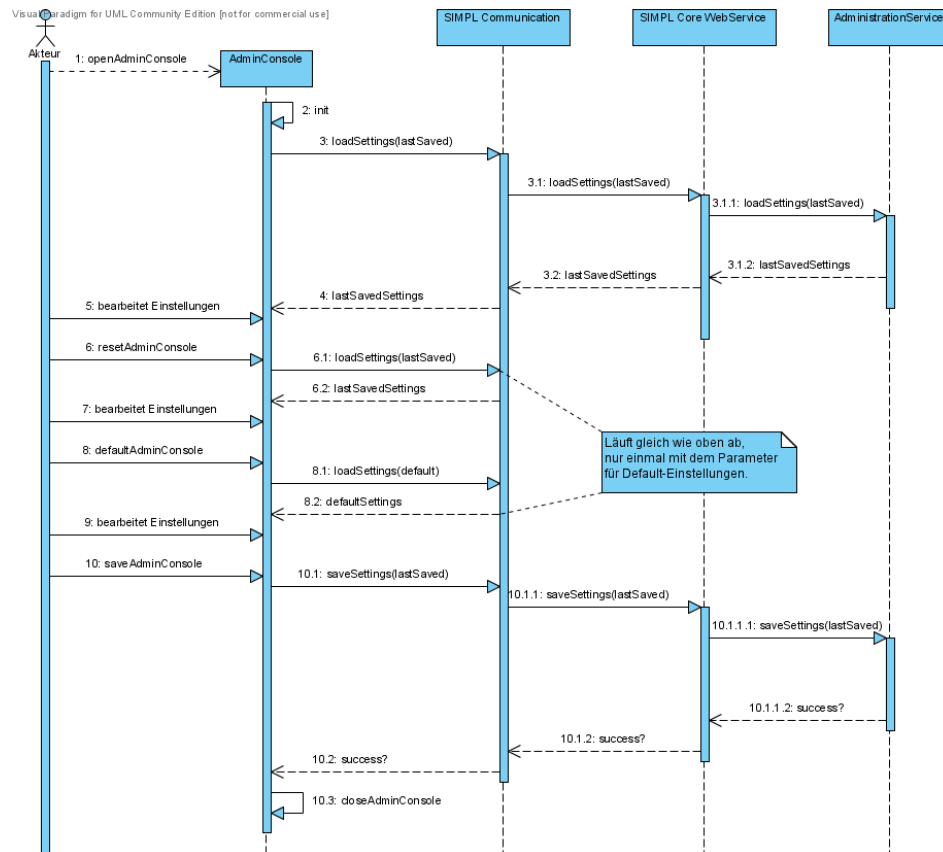 Visual Paradigm for UML Community Edition [not for commercial use]
SIMPL Communication
SIMPL Core WebService
AdministrationService
Akteur
AdminConsole
1: openAdminConsole
2: init
3: loadSettings(lastSaved)
3.1: loadSettings(lastSaved)
3.1.1: loadSettings(lastSaved)
3.1.2: lastSavedSettings
3.2: lastSavedSettings
4: lastSavedSettings
5: bearbeitet Einstellungen
6: resetAdminConsole
6.1: loadSettings(lastSaved)
6.2: lastSavedSettings
7: bearbeitet Einstellungen
Läuft gleich wie oben ab,
nur einmal mit dem Parameter
für Default-Einstellungen.
8: defaultAdminConsole
8.1: loadSettings(default)
8.2: defaultSettings
9: bearbeitet Einstellungen
10: saveAdminConsole
10.1: saveSettings(lastSaved)
10.1.1: saveSettings(lastSaved)
10.1.1.1: saveSettings(lastSaved)
10.1.1.2: success?
10.1.2: success?
10.2: success?
10.3: closeAdminConsole